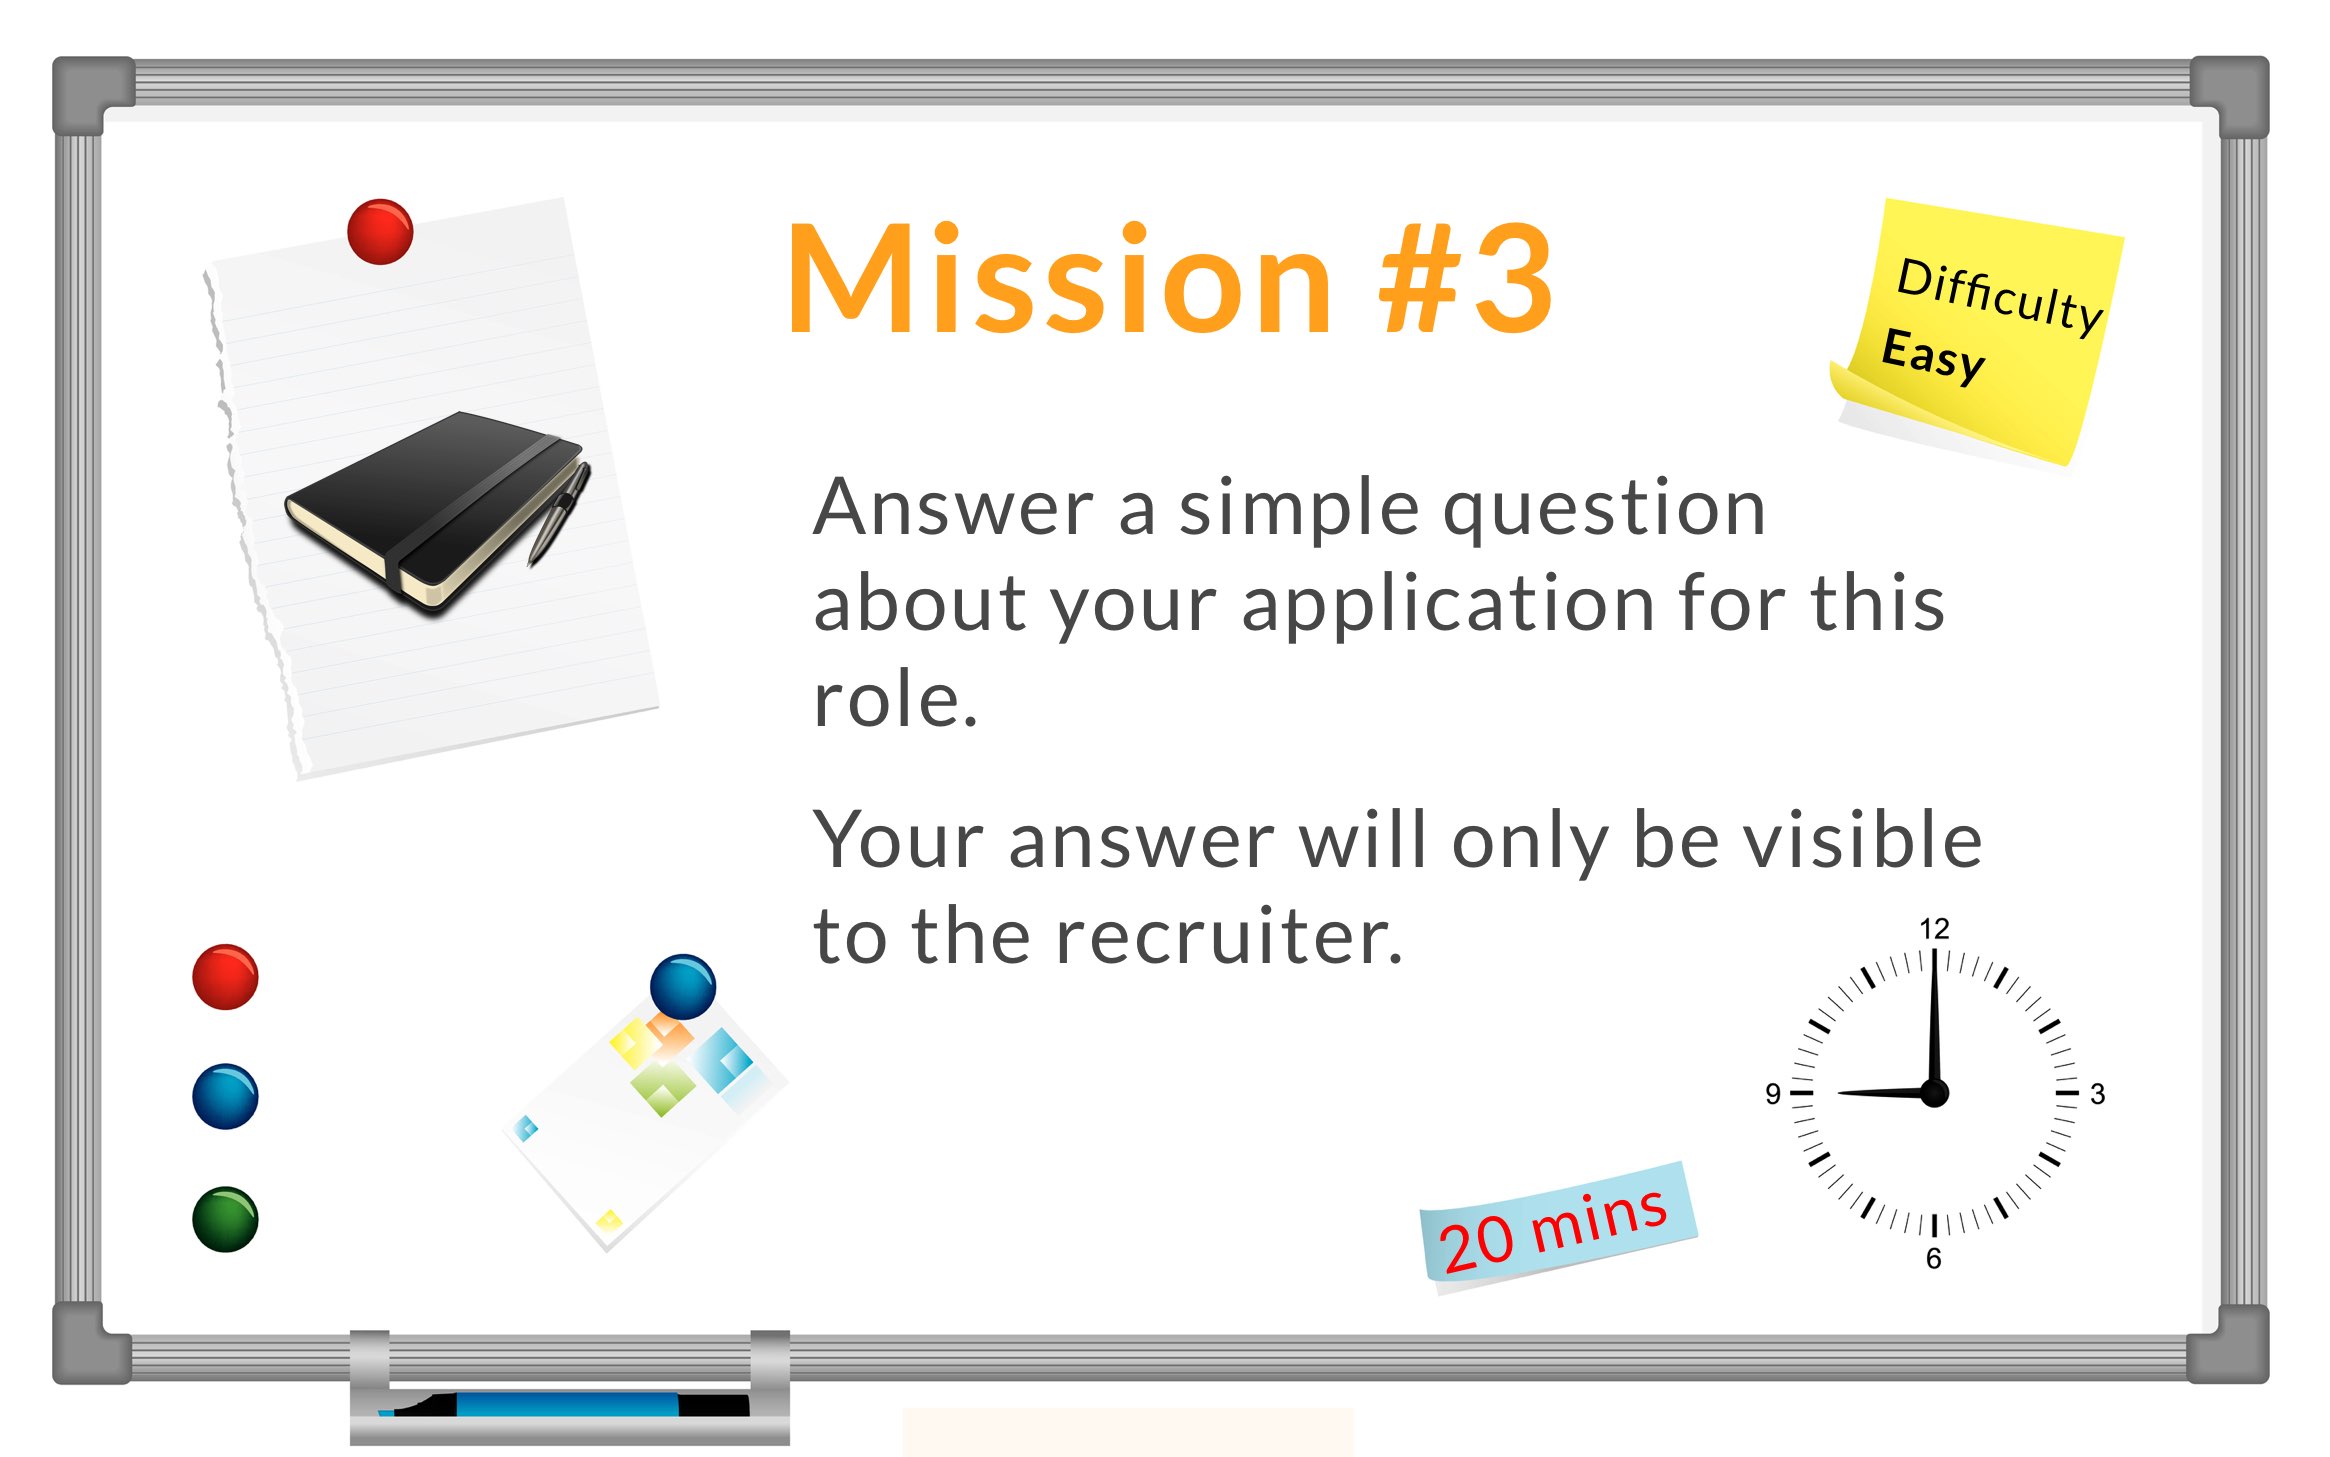 Mission #3
Difficulty
Easy
Answer a simple question
about your application for this
role.
Your answer will only be visible
to the recruiter.
12
9
3
6
20 mins